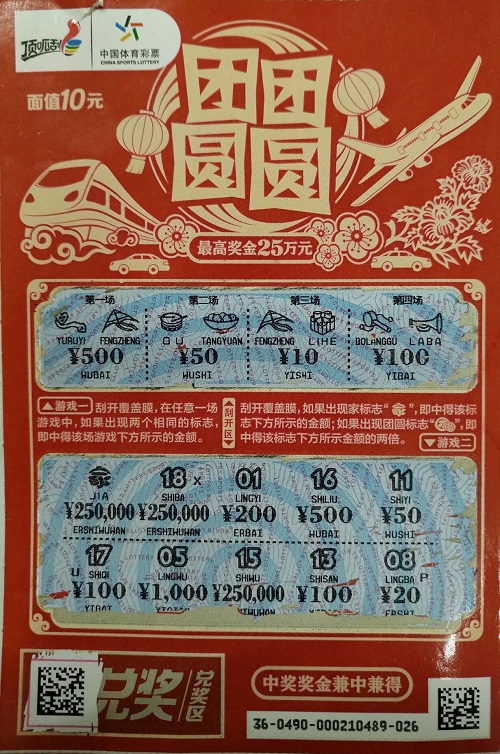 顶呱刮
中国体育彩票
CHINA SPORTS LOTTERY
面值10元
团团圆圆
最高奖金25万元
第一场 第二场 第三场 第四场
YURUYI FENGZHENG GU TANGYUAN FENGZHENG LIHE BOLANGGU LABA
¥500 ¥50 ¥10 ¥100
WUBAI WUSHI YISHI YIBAI
游戏一 刮开覆盖膜，在任意一场游戏中，如果出现两个相同的标志，即中得该场游戏下方所示的金额。
刮开区
刮开覆盖膜，如果出现家标志“家”，即中得该标志下方所示的金额；如果出现团圆标志“”，即中得该标志下方所示金额的两倍。 游戏二
家 18 x 01 16 11
JIA SHIBA LINGYI SHILIU SHIYI
¥250,000 ¥250,000 ¥200 ¥500 ¥50
ERSHIWUWAN ERSHIWUWAN ERBAI WUBAI WUSHI
17 05 15 13 08
U SHIQI LINGWU SHIWU SHISAN LINGBA P
¥100 ¥1,000 ¥250,000 ¥100 ¥20
兑奖
兑奖区
中奖奖金兼中兼得
36-0490-000210489-026